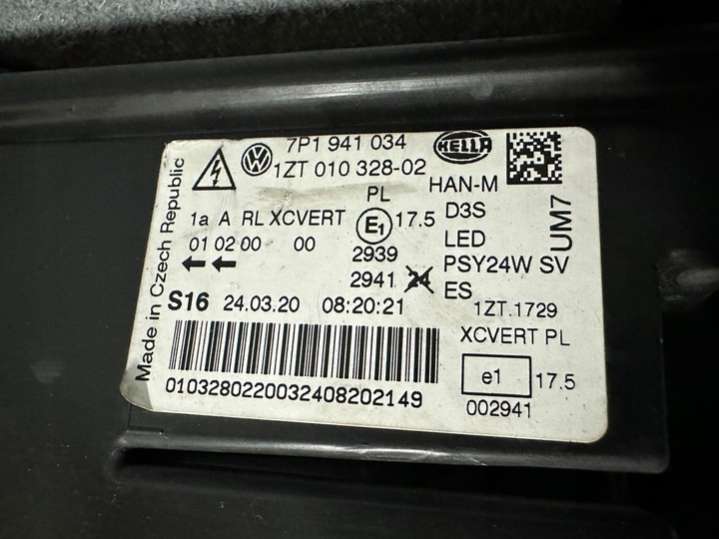 7P1 941 034
HELLA
1ZT 010 328-02
PL
HAN-M
1a A RL XCVERT
E1
17.5
D3S
01 02 00 00
2939
LED
2941 24
PSY24W SV
ES
UM7
S16 24.03.20 08:20:21
1ZT.1729
XCVERT PL
e1
17.5
002941
0103280220032408202149
Made in Czech Republic